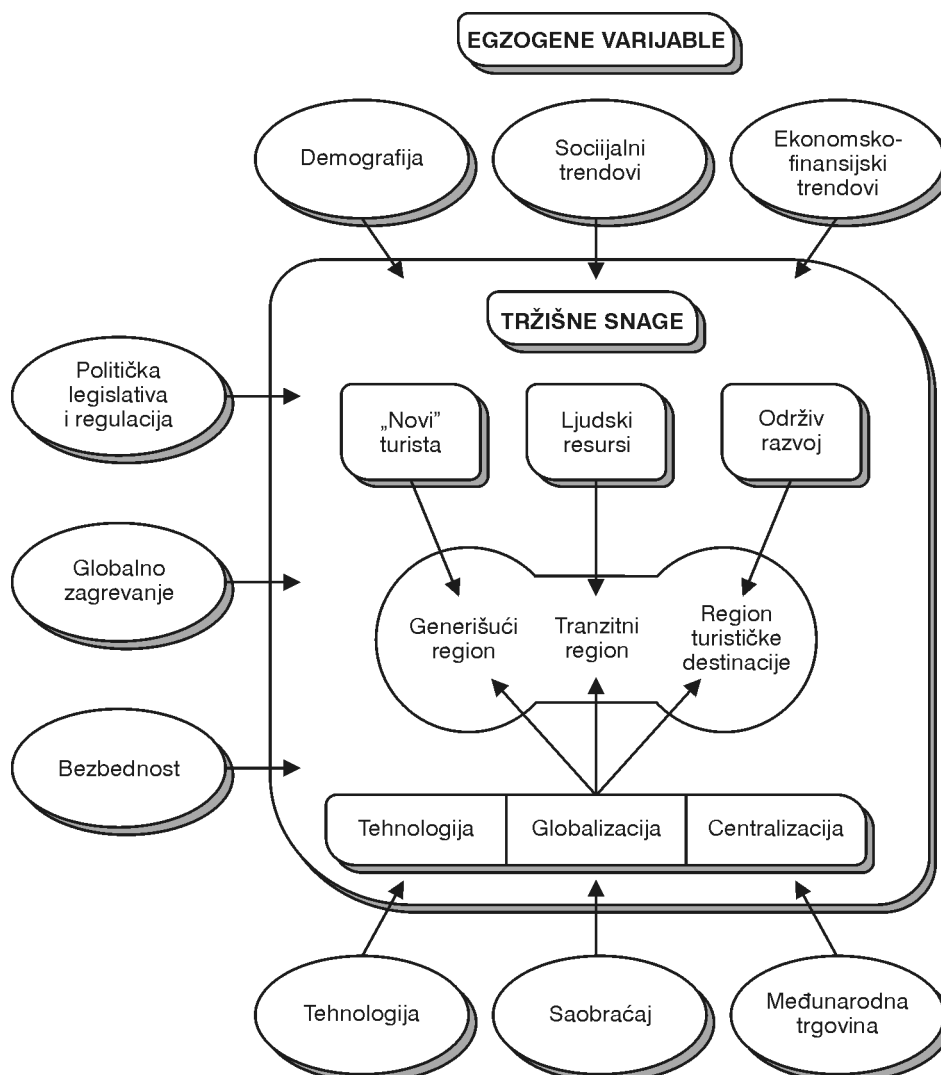 EGZOGENE VARIJABLE
Demografija
Sociijalni
trendovi
Ekonomsko-
finansijski
trendovi
TRŽIŠNE SNAGE
Politička
legislativa
i regulacija
„Novi”
turista
Ljudski
resursi
Održiv
razvoj
Globalno
zagrevanje
Generišući
region
Tranzitni
region
Region
turističke
destinacije
Bezbednost
Tehnologija
Globalizacija
Centralizacija
Tehnologija
Saobraćaj
Međunarodna
trgovina